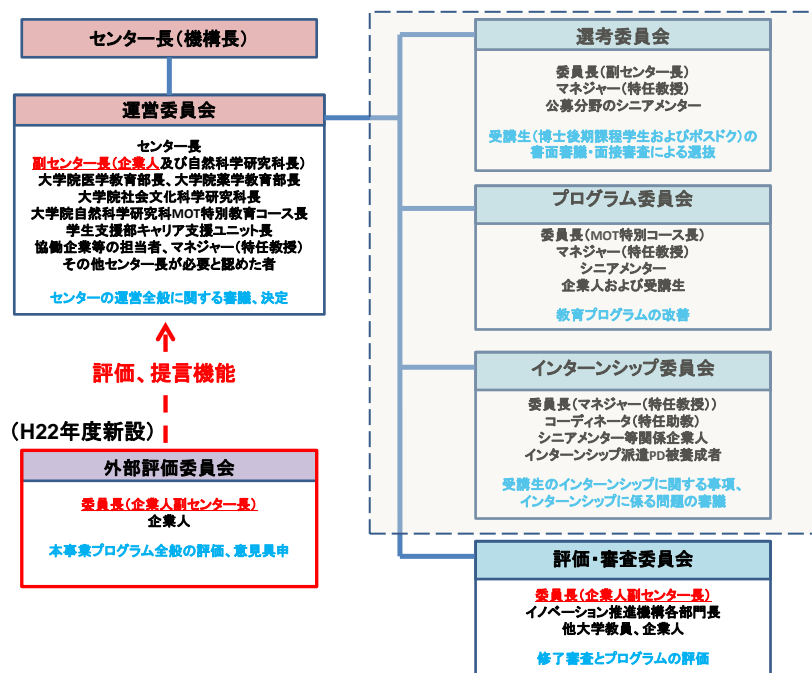 センター長(機構長)
運営委員会
センター長
副センター長(企業人及び自然科学研究科長)
大学院医学教育部長、大学院薬学教育部長
大学院社会文化科学研究科長
大学院自然科学研究科MOT特別教育コース長
学生支援部キャリア支援ユニット長
協働企業等の担当者、マネジャー(特任教授)
その他センター長が必要と認めた者
センターの運営全般に関する審議、決定
評価、提言機能
(H22年度新設)
外部評価委員会
委員長(企業人副センター長)
企業人
本事業プログラム全般の評価、意見具申
選考委員会
委員長(副センター長)
マネジャー(特任教授)
公募分野のシニアメンター
受講生(博士後期課程学生およびポスドク)の
書面審議・面接審査による選抜
プログラム委員会
委員長(MOT特別コース長)
マネジャー(特任教授)
シニアメンター
企業人および受講生
教育プログラムの改善
インターンシップ委員会
委員長(マネジャー(特任教授))
コーディネータ(特任助教)
シニアメンター等関係企業人
インターンシップ派遣PD被養成者
受講生のインターンシップに関する事項、
インターンシップに係る問題の審議
評価・審査委員会
委員長(企業人副センター長)
イノベーション推進機構各部門長
他大学教員、企業人
修了審査とプログラムの評価